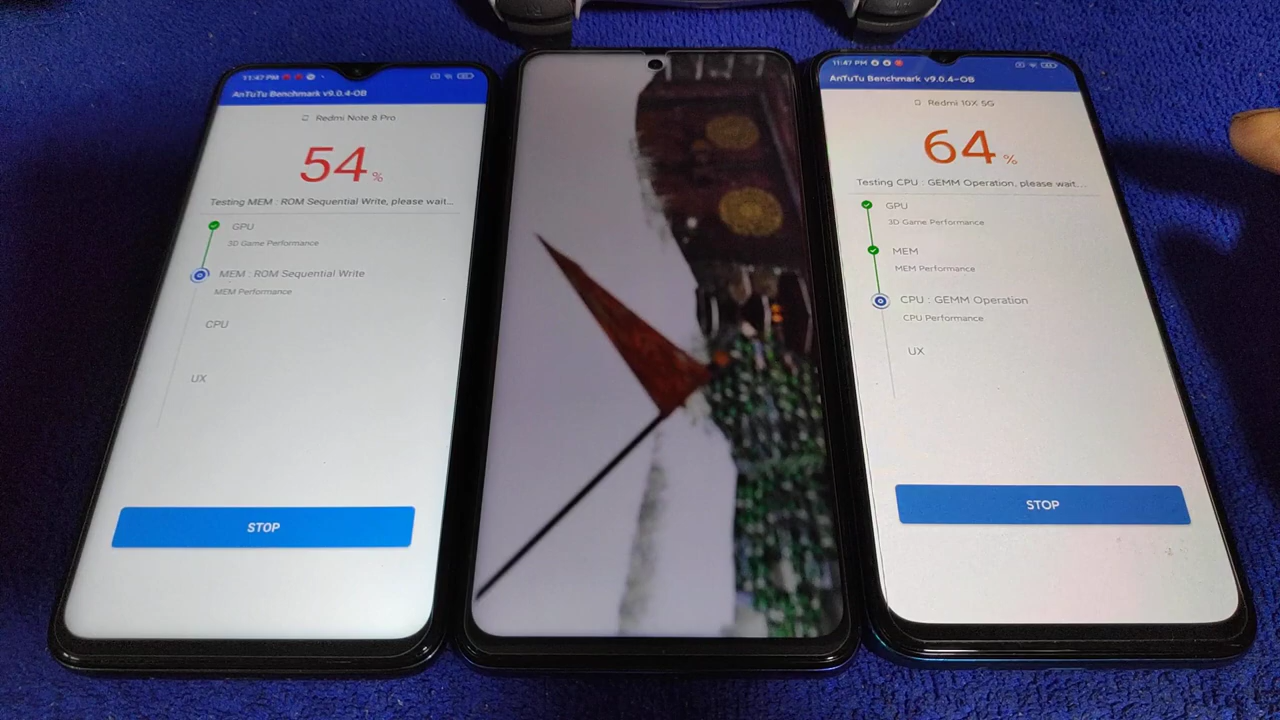 11:47 PM
AnTuTu Benchmark v9.0.4-OB
Redmi Note 8 Pro
54%
Testing MEM : ROM Sequential Write, please wait...
GPU
3D Game Performance
MEM : ROM Sequential Write
MEM Performance
CPU
UX
STOP
11:47 PM
AnTuTu Benchmark v9.0.4-OB
Redmi 10X 5G
64%
Testing CPU : GEMM Operation, please wait...
GPU
3D Game Performance
MEM
MEM Performance
CPU : GEMM Operation
CPU Performance
UX
STOP